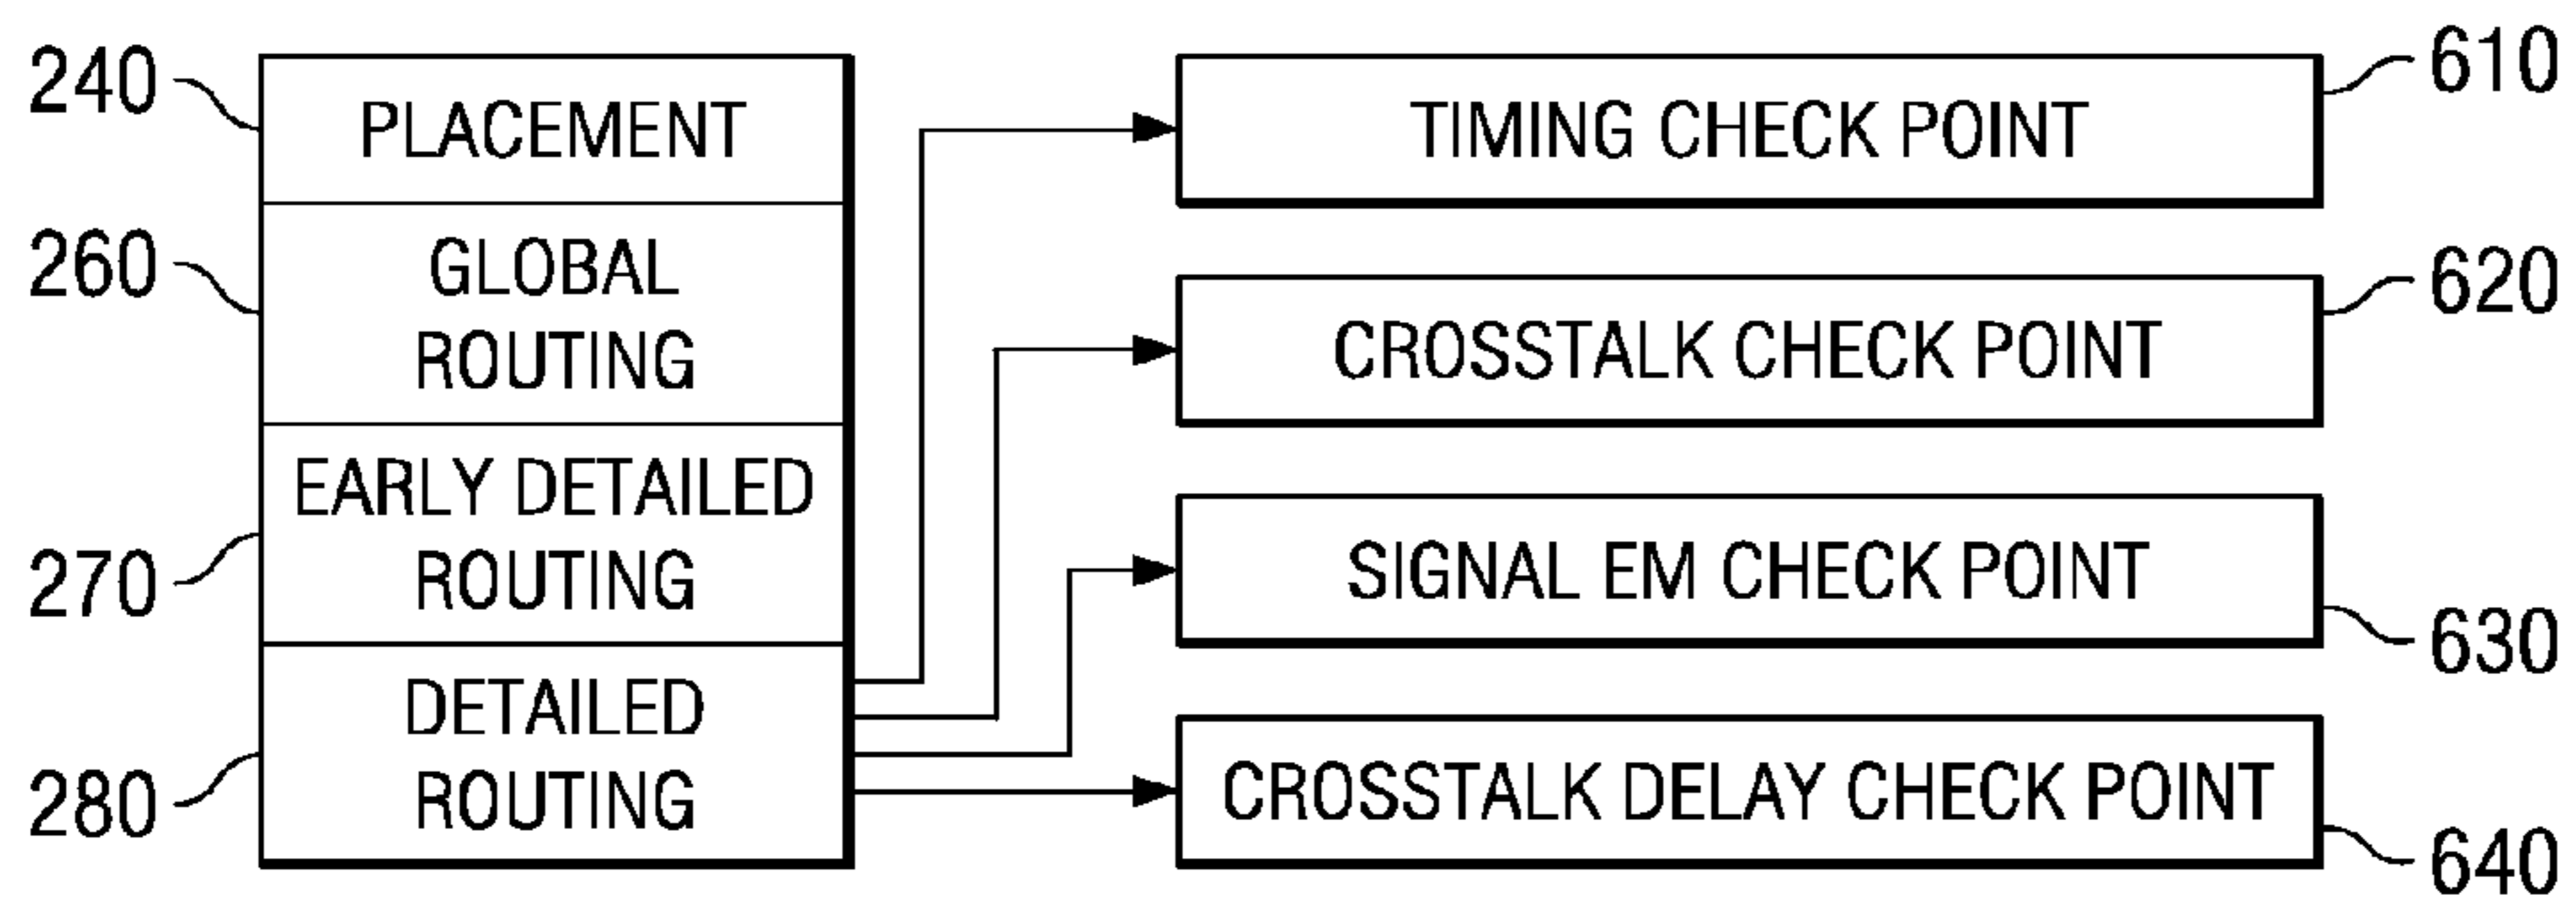 240
PLACEMENT
260
GLOBAL
ROUTING
270
EARLY DETAILED
ROUTING
280
DETAILED
ROUTING
TIMING CHECK POINT
610
CROSSTALK CHECK POINT
620
SIGNAL EM CHECK POINT
630
CROSSTALK DELAY CHECK POINT
640